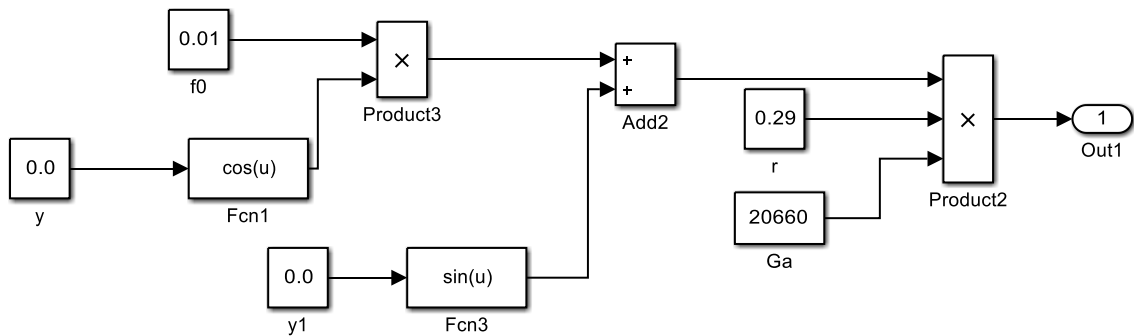 0.01
f0
×
Product3
+
+
Add2
0.29
r
×
Product2
1
Out1
0.0
y
cos(u)
Fcn1
20660
Ga
0.0
y1
sin(u)
Fcn3